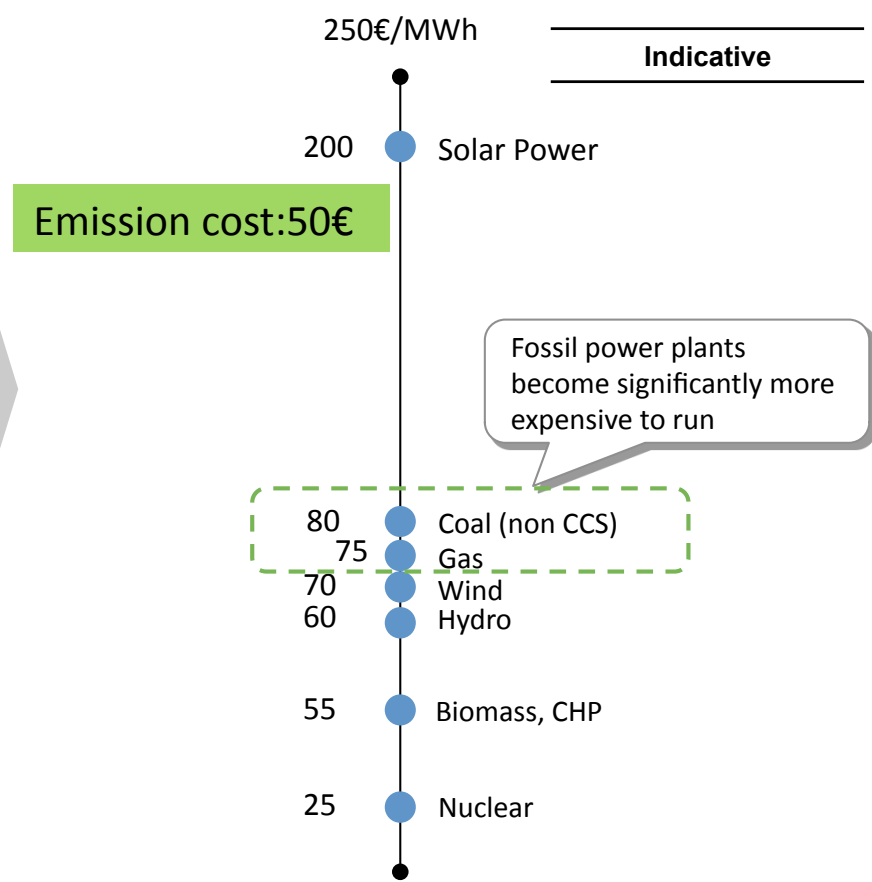 250€/MWh
Indicative
200 Solar Power
Emission cost:50€
Fossil power plants
become significantly more
expensive to run
80 Coal (non CCS)
75 Gas
70 Wind
60 Hydro
55 Biomass, CHP
25 Nuclear